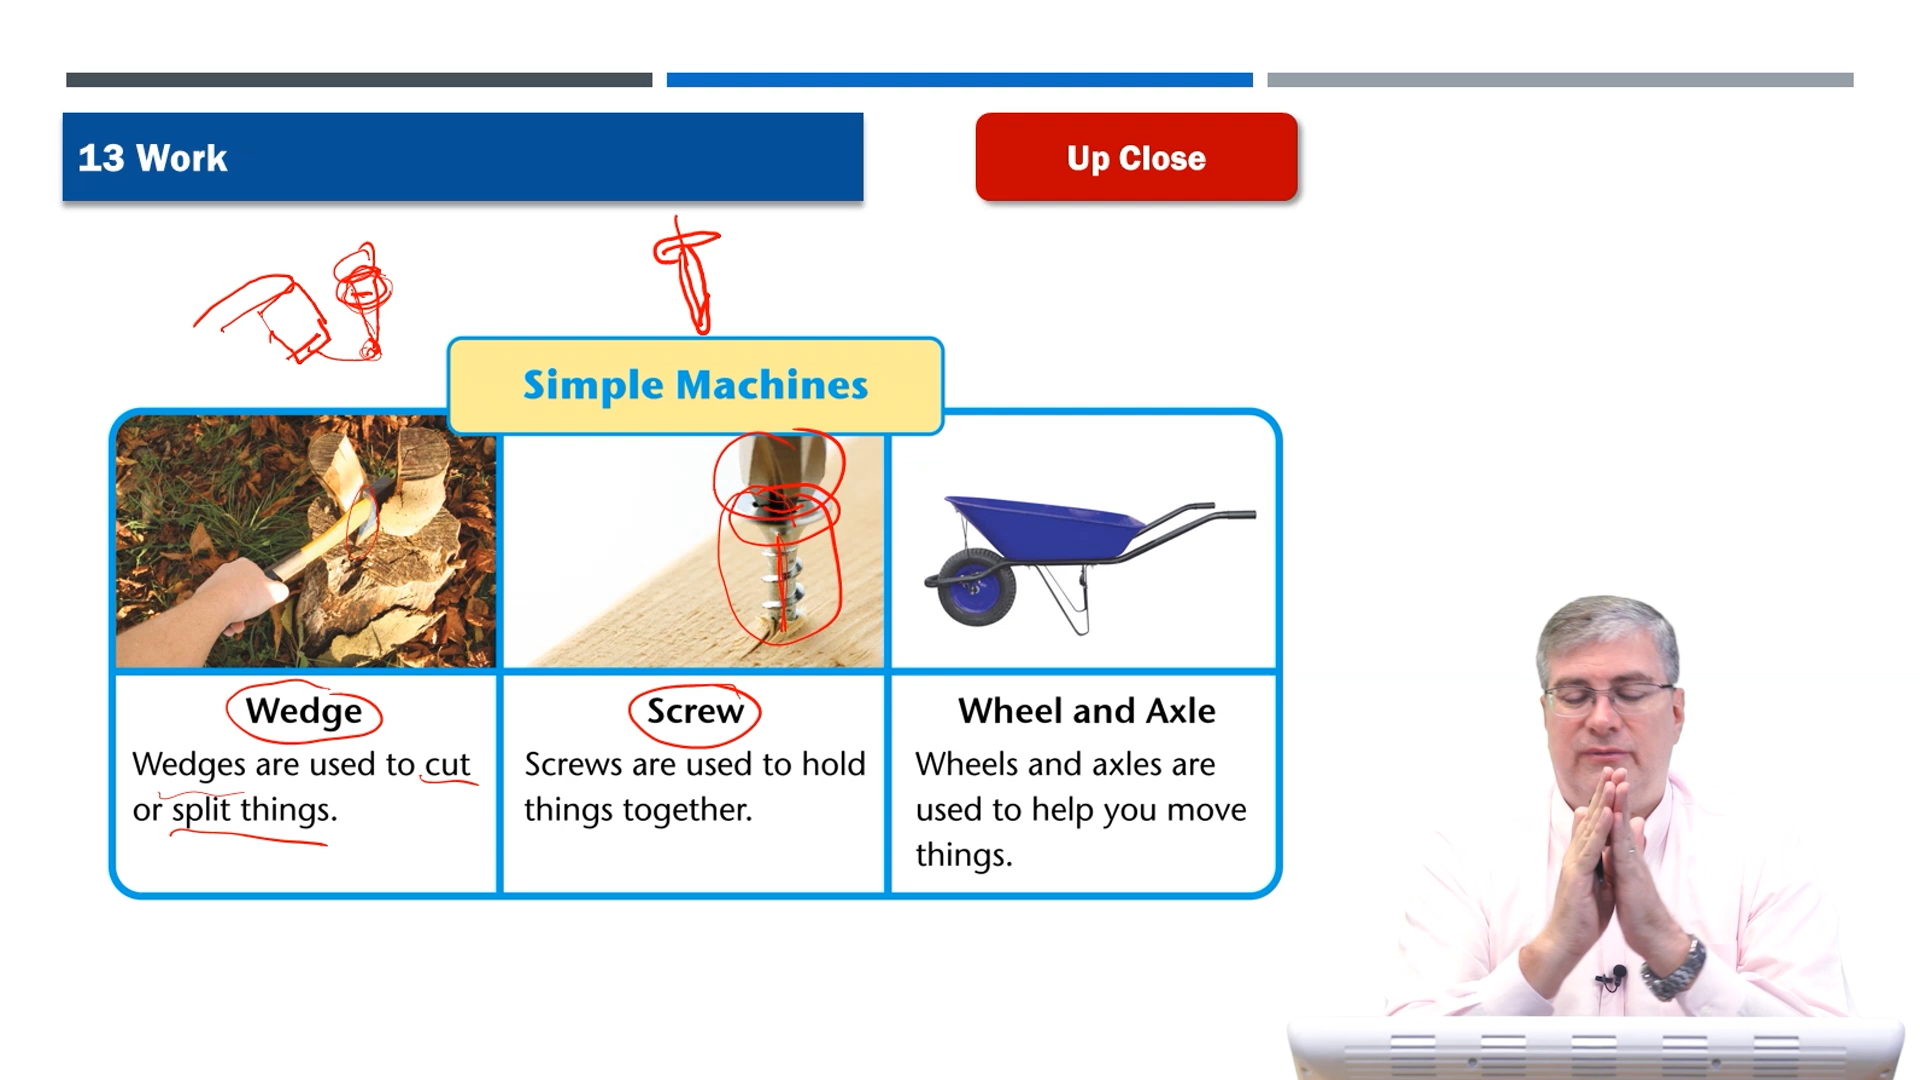 13 Work
Up Close
Simple Machines
Wedge
Wedges are used to cut
or split things.
Screw
Screws are used to hold
things together.
Wheel and Axle
Wheels and axles are
used to help you move
things.